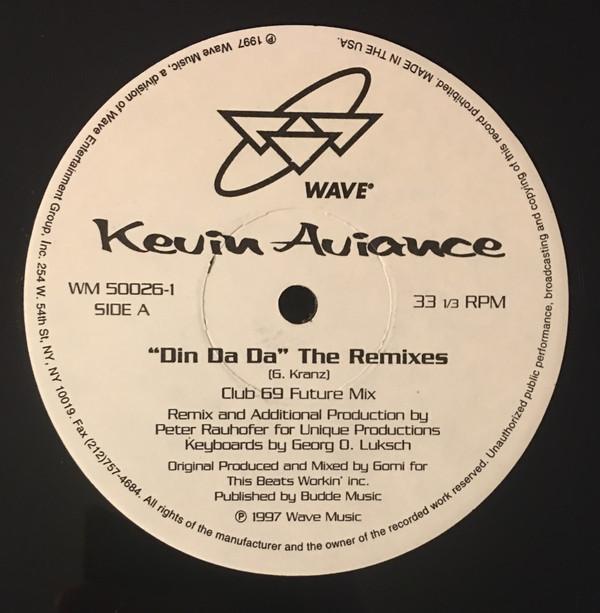 WAVE®
Kevin Aviance
WM 50026-1
SIDE A
33 1/3 RPM
“Din Da Da” The Remixes
(G. Kranz)
Club 69 Future Mix
Remix and Additional Production by
Peter Rauhofer for Unique Productions
Keyboards by Georg O. Luksch
Original Produced and Mixed by Gomi for
This Beats Workin' inc.
Published by Budde Music
℗ 1997 Wave Music
℗ 1997 Wave Music, a division of Wave Entertainment Group, Inc. 254 W. 54th St, NY, NY 10019. Fax (212)757-4684. All rights of the manufacturer and the owner of the recorded work reserved. Unauthorized public performance, broadcasting and copying of this record prohibited. MADE IN THE USA.